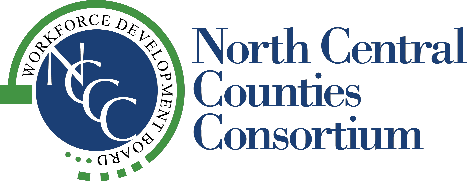 WORKFORCE DEVELOPMENT BOARD
NCCC
North Central
Counties
Consortium